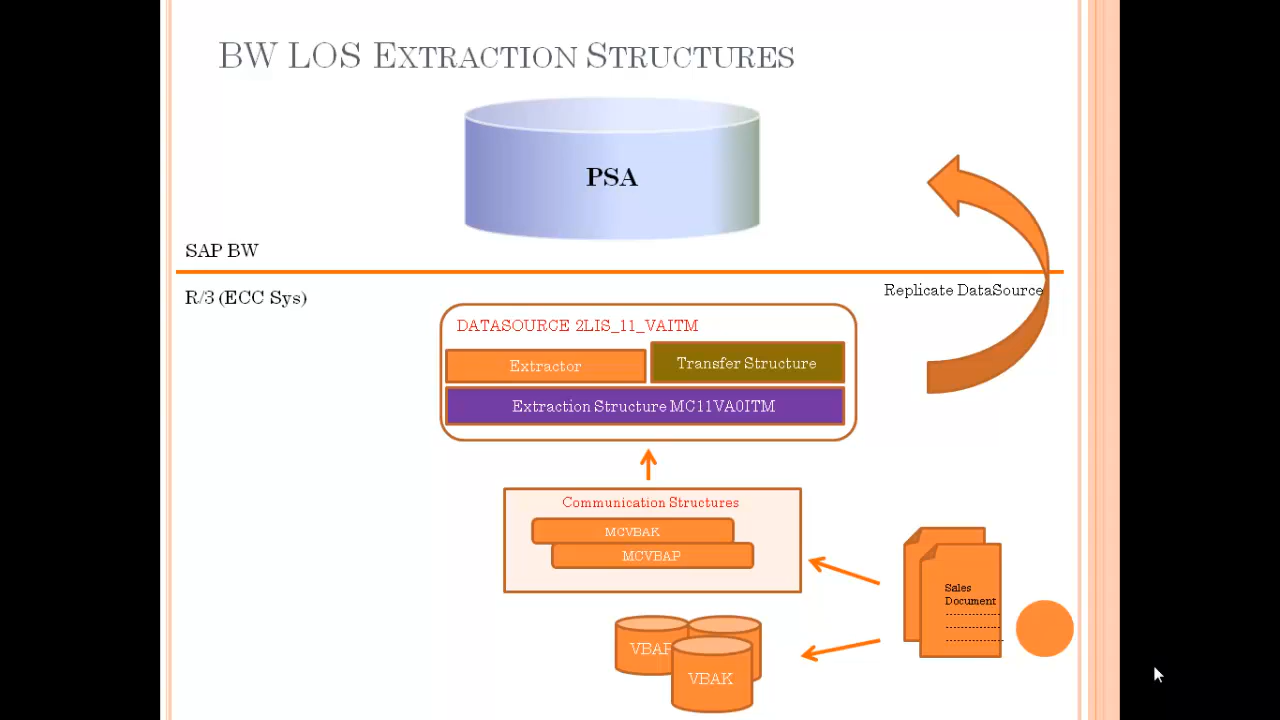 BW LOS EXTRACTION STRUCTURES
PSA
SAP BW
R/3 (ECC Sys)
Replicate DataSource
DATASOURCE 2LIS_11_VAITM
Extractor
Transfer Structure
Extraction Structure MC11VA0ITM
Communication Structures
MCVBAK
MCVBAP
Sales
Document
VBAP
VBAK